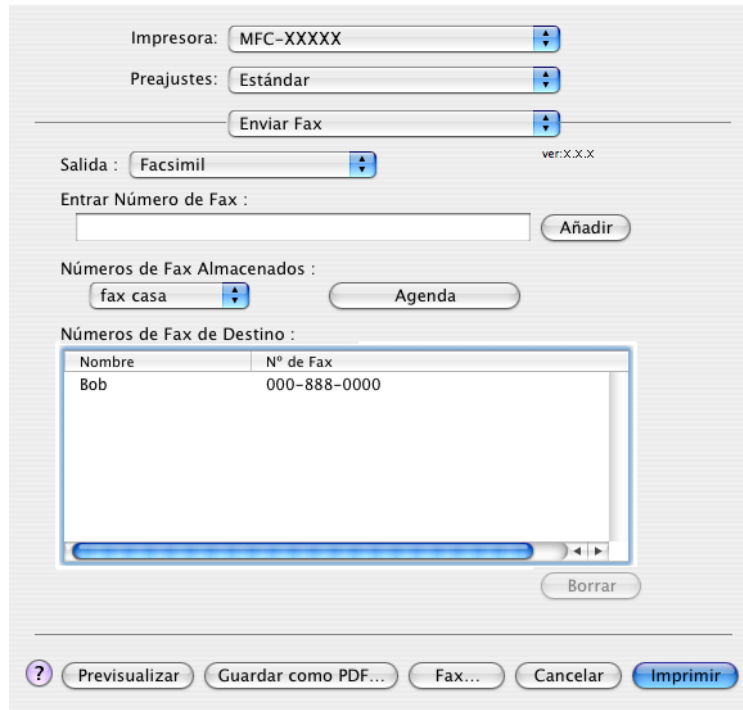 Impresora: MFC-XXXXX
Preajustes: Estándar
Enviar Fax
Salida : Facsimil ver:X.X.X
Entrar Número de Fax :
Añadir
Números de Fax Almacenados :
fax casa Agenda
Números de Fax de Destino :
Nombre Nº de Fax
Bob 000-888-0000
Borrar
? Previsualizar Guardar como PDF... Fax... Cancelar Imprimir